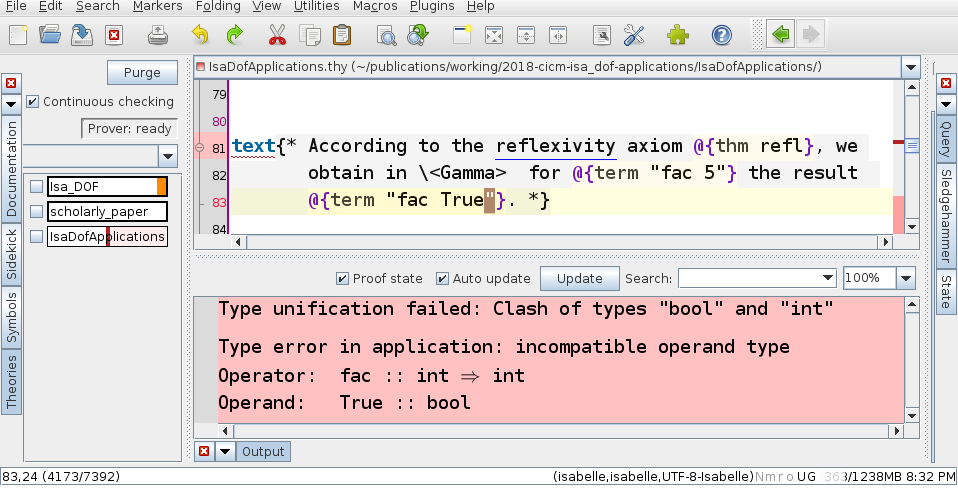 File Edit Search Markers Folding View Utilities Macros Plugins Help
IsaDofApplications.thy (~/publications/working/2018-cicm-isa_dof-applications/IsaDofApplications/)
Purge
Continuous checking
Prover: ready
Isa_DOF
scholarly_paper
IsaDofApplications
Documentation
Sidekick
Symbols
Theories
79
80
81 text{* According to the reflexivity axiom @{thm refl}, we
82 obtain in \<Gamma> for @{term "fac 5"} the result
83 @{term "fac True"}. *}
84
Query
Sledgehammer
State
Proof state Auto update Update Search: 100%
Type unification failed: Clash of types "bool" and "int"
Type error in application: incompatible operand type
Operator: fac :: int ⇒ int
Operand: True :: bool
Output
83,24 (4173/7392) (isabelle,isabelle,UTF-8-Isabelle)Nmro UG 363/1238MB 8:32 PM